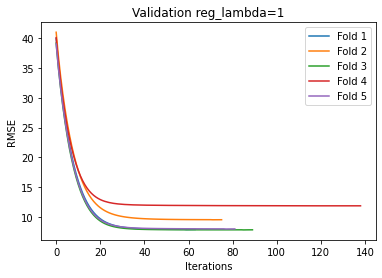 Validation reg_lambda=1
Fold 1
Fold 2
Fold 3
Fold 4
Fold 5
RMSE
40
35
30
25
20
15
10
0 20 40 60 80 100 120 140
Iterations